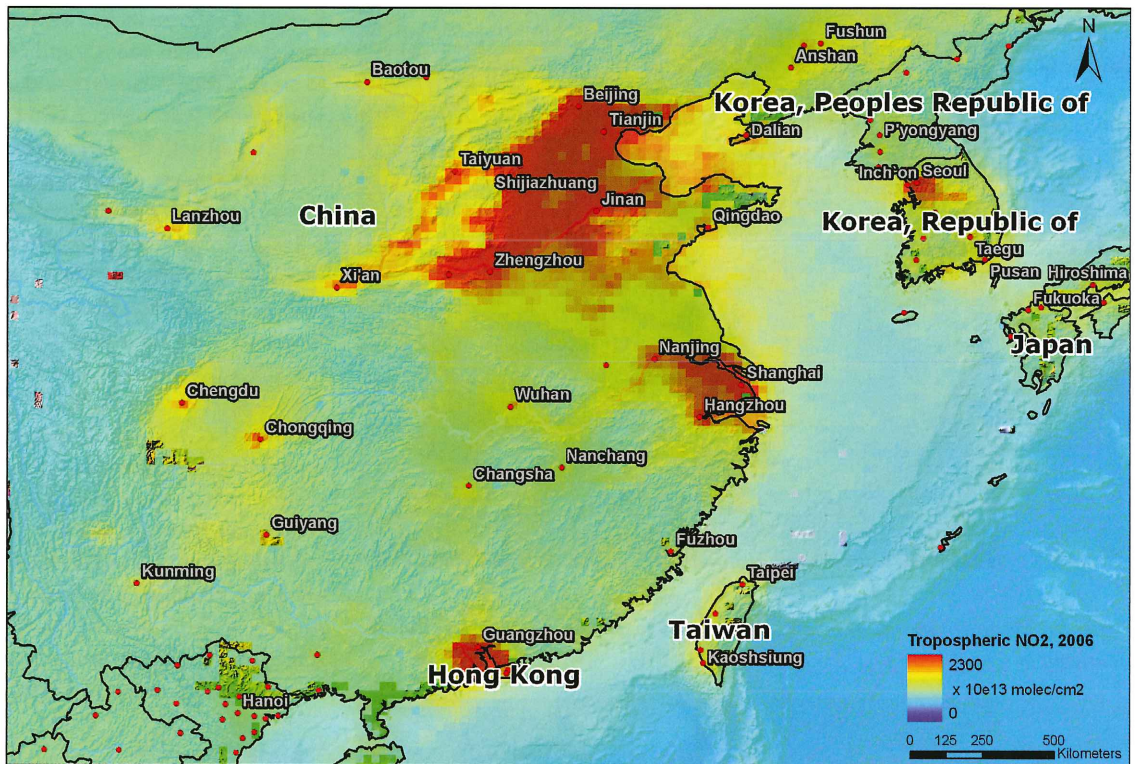 Fushun
N
Anshan
Baotou
Beijing
Korea, Peoples Republic of
Tianjin
Dalian
P'yongyang
Taiyuan
Inch'on Seoul
Shijiazhuang
Jinan
Lanzhou
China
Qingdao
Korea, Republic of
Taegu
Zhengzhou
Xi'an
Pusan
Hiroshima
Fukuoka
Japan
Nanjing
Shanghai
Chengdu
Wuhan
Hangzhou
Chongqing
Nanchang
Changsha
Guiyang
Fuzhou
Kunming
Taipei
Guangzhou
Taiwan
Hong Kong
Kaoshsiung
Hanoi
Tropospheric NO2, 2006
2300
x 10e13 molec/cm2
0
0 125 250 500
Kilometers